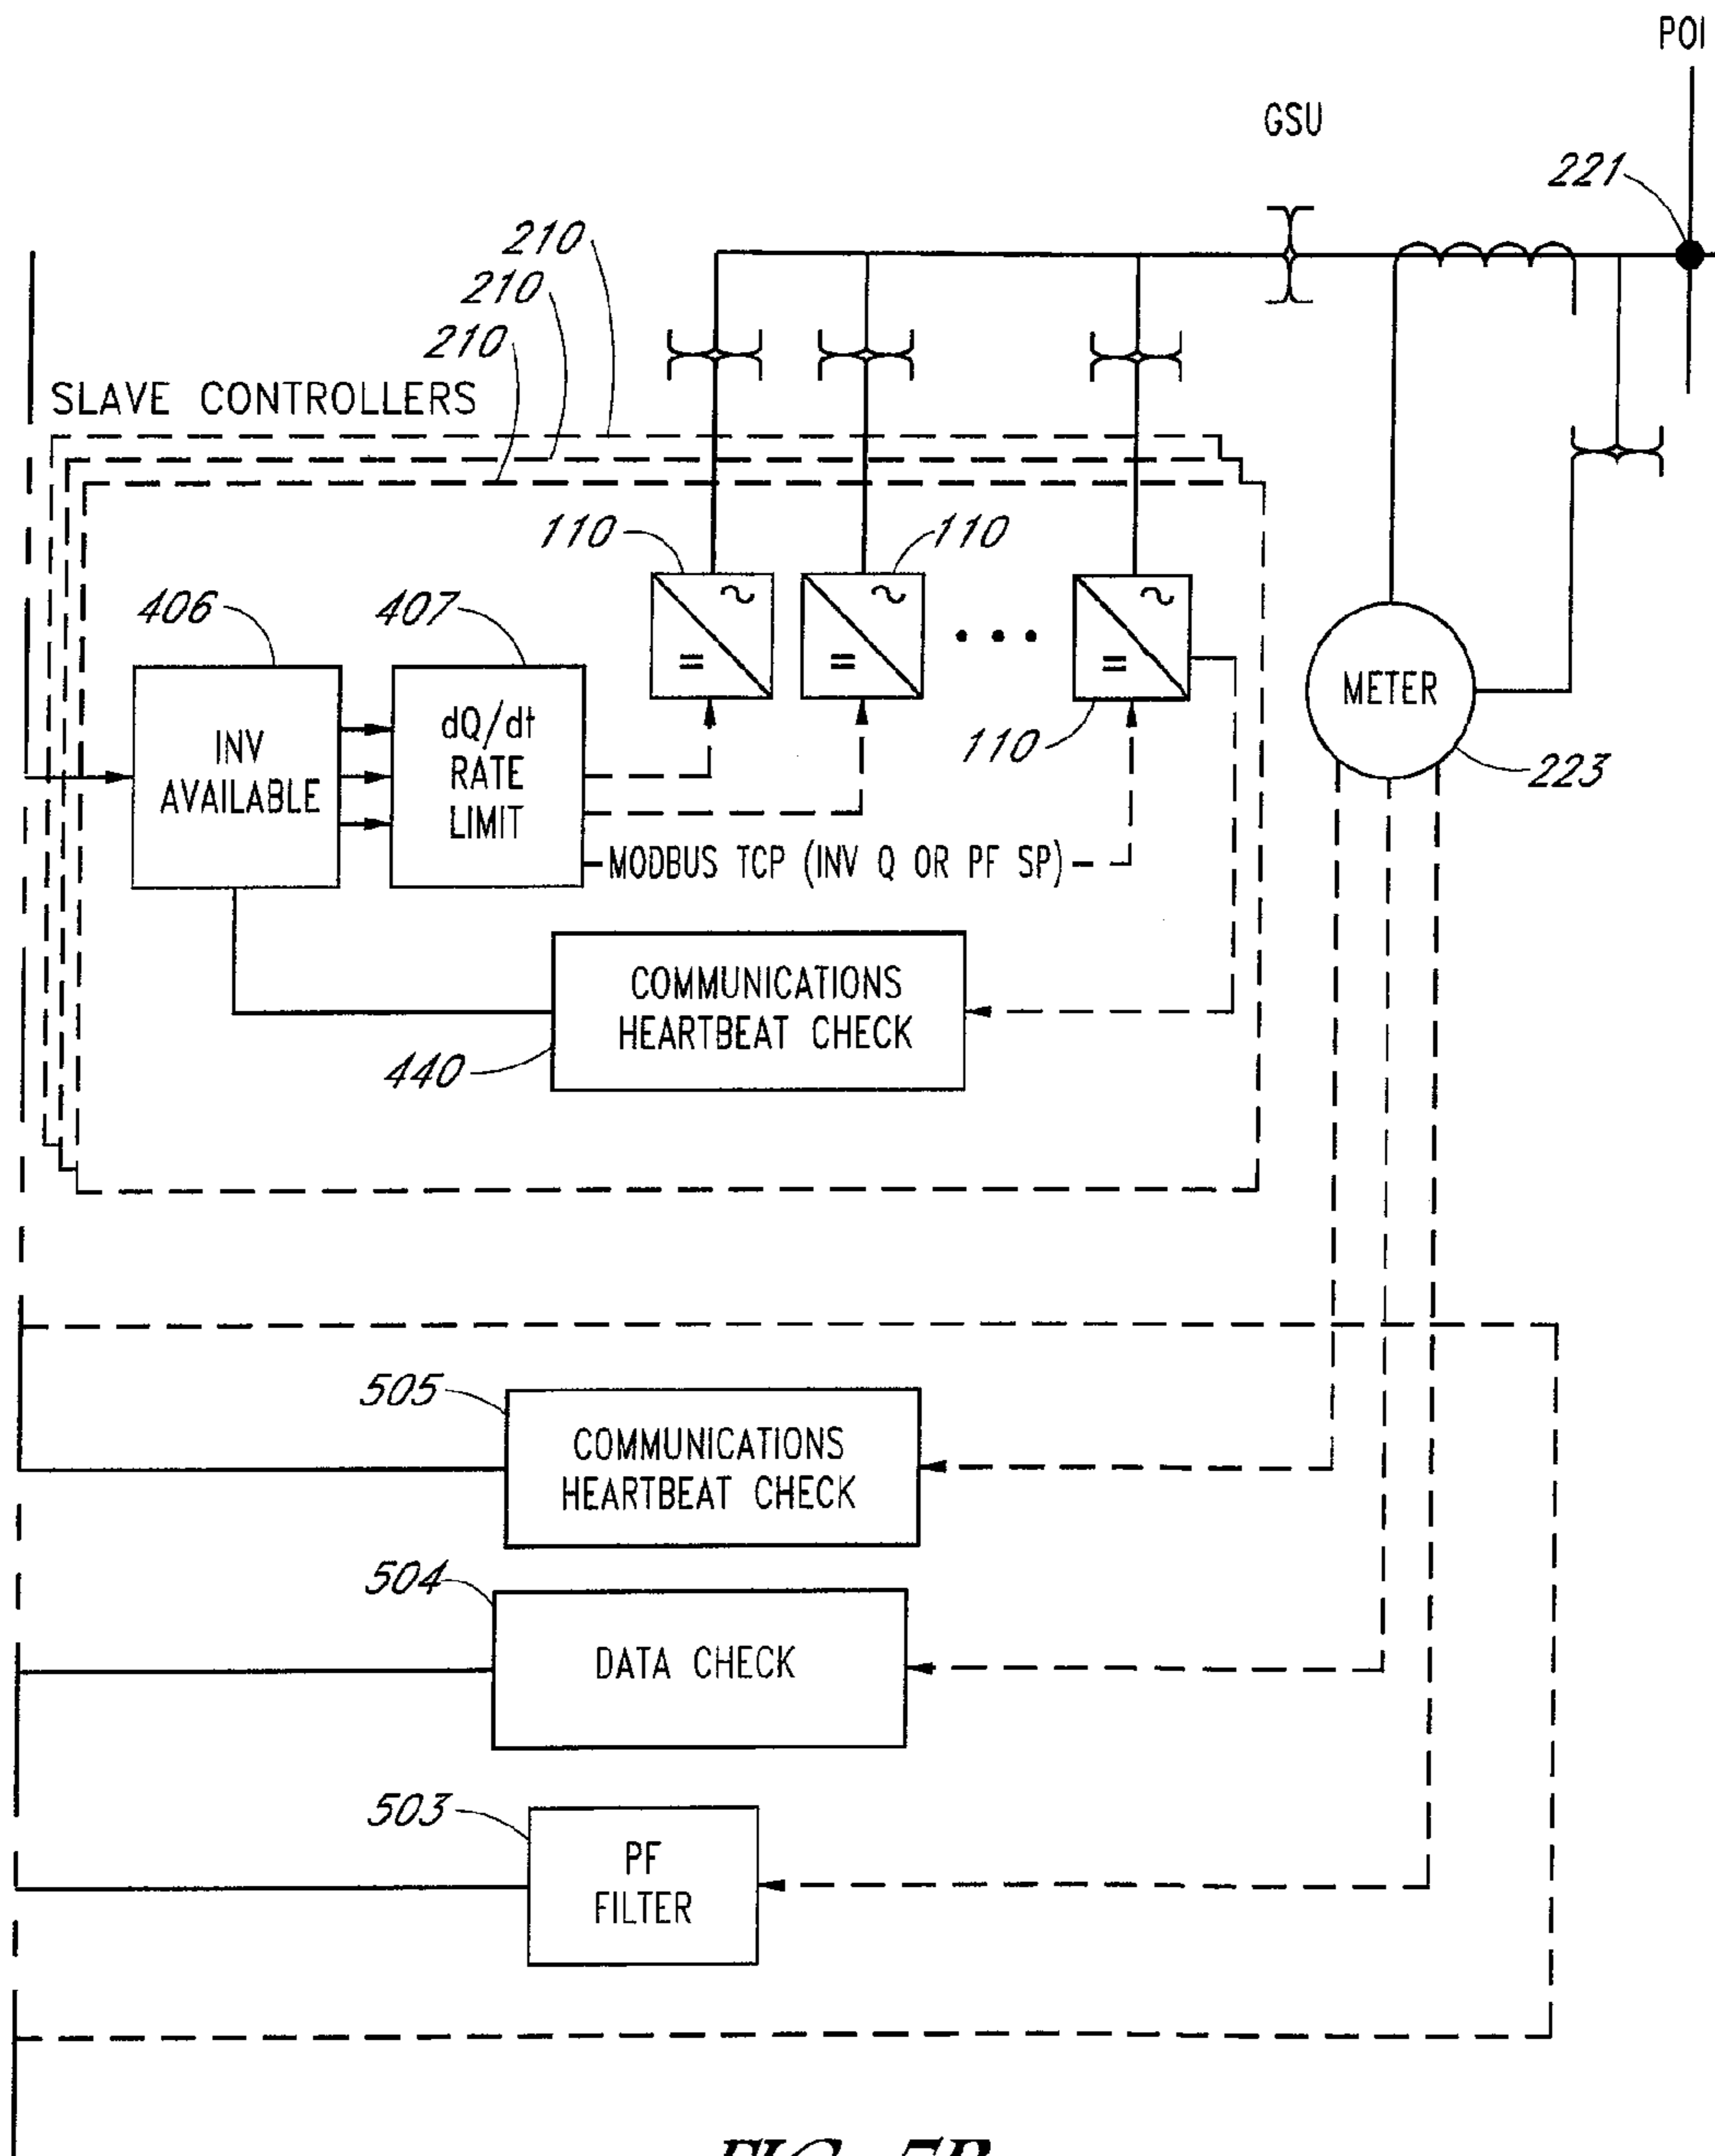 POI
GSU
221
210
210
210
SLAVE CONTROLLERS
110
110
406
407
~
=
~
=
~
=
INV
AVAILABLE
dQ/dt
RATE
LIMIT
METER
110
223
MODBUS TCP (INV Q OR PF SP)
COMMUNICATIONS
HEARTBEAT CHECK
440
505
COMMUNICATIONS
HEARTBEAT CHECK
504
DATA CHECK
503
PF
FILTER
FIG. 7B